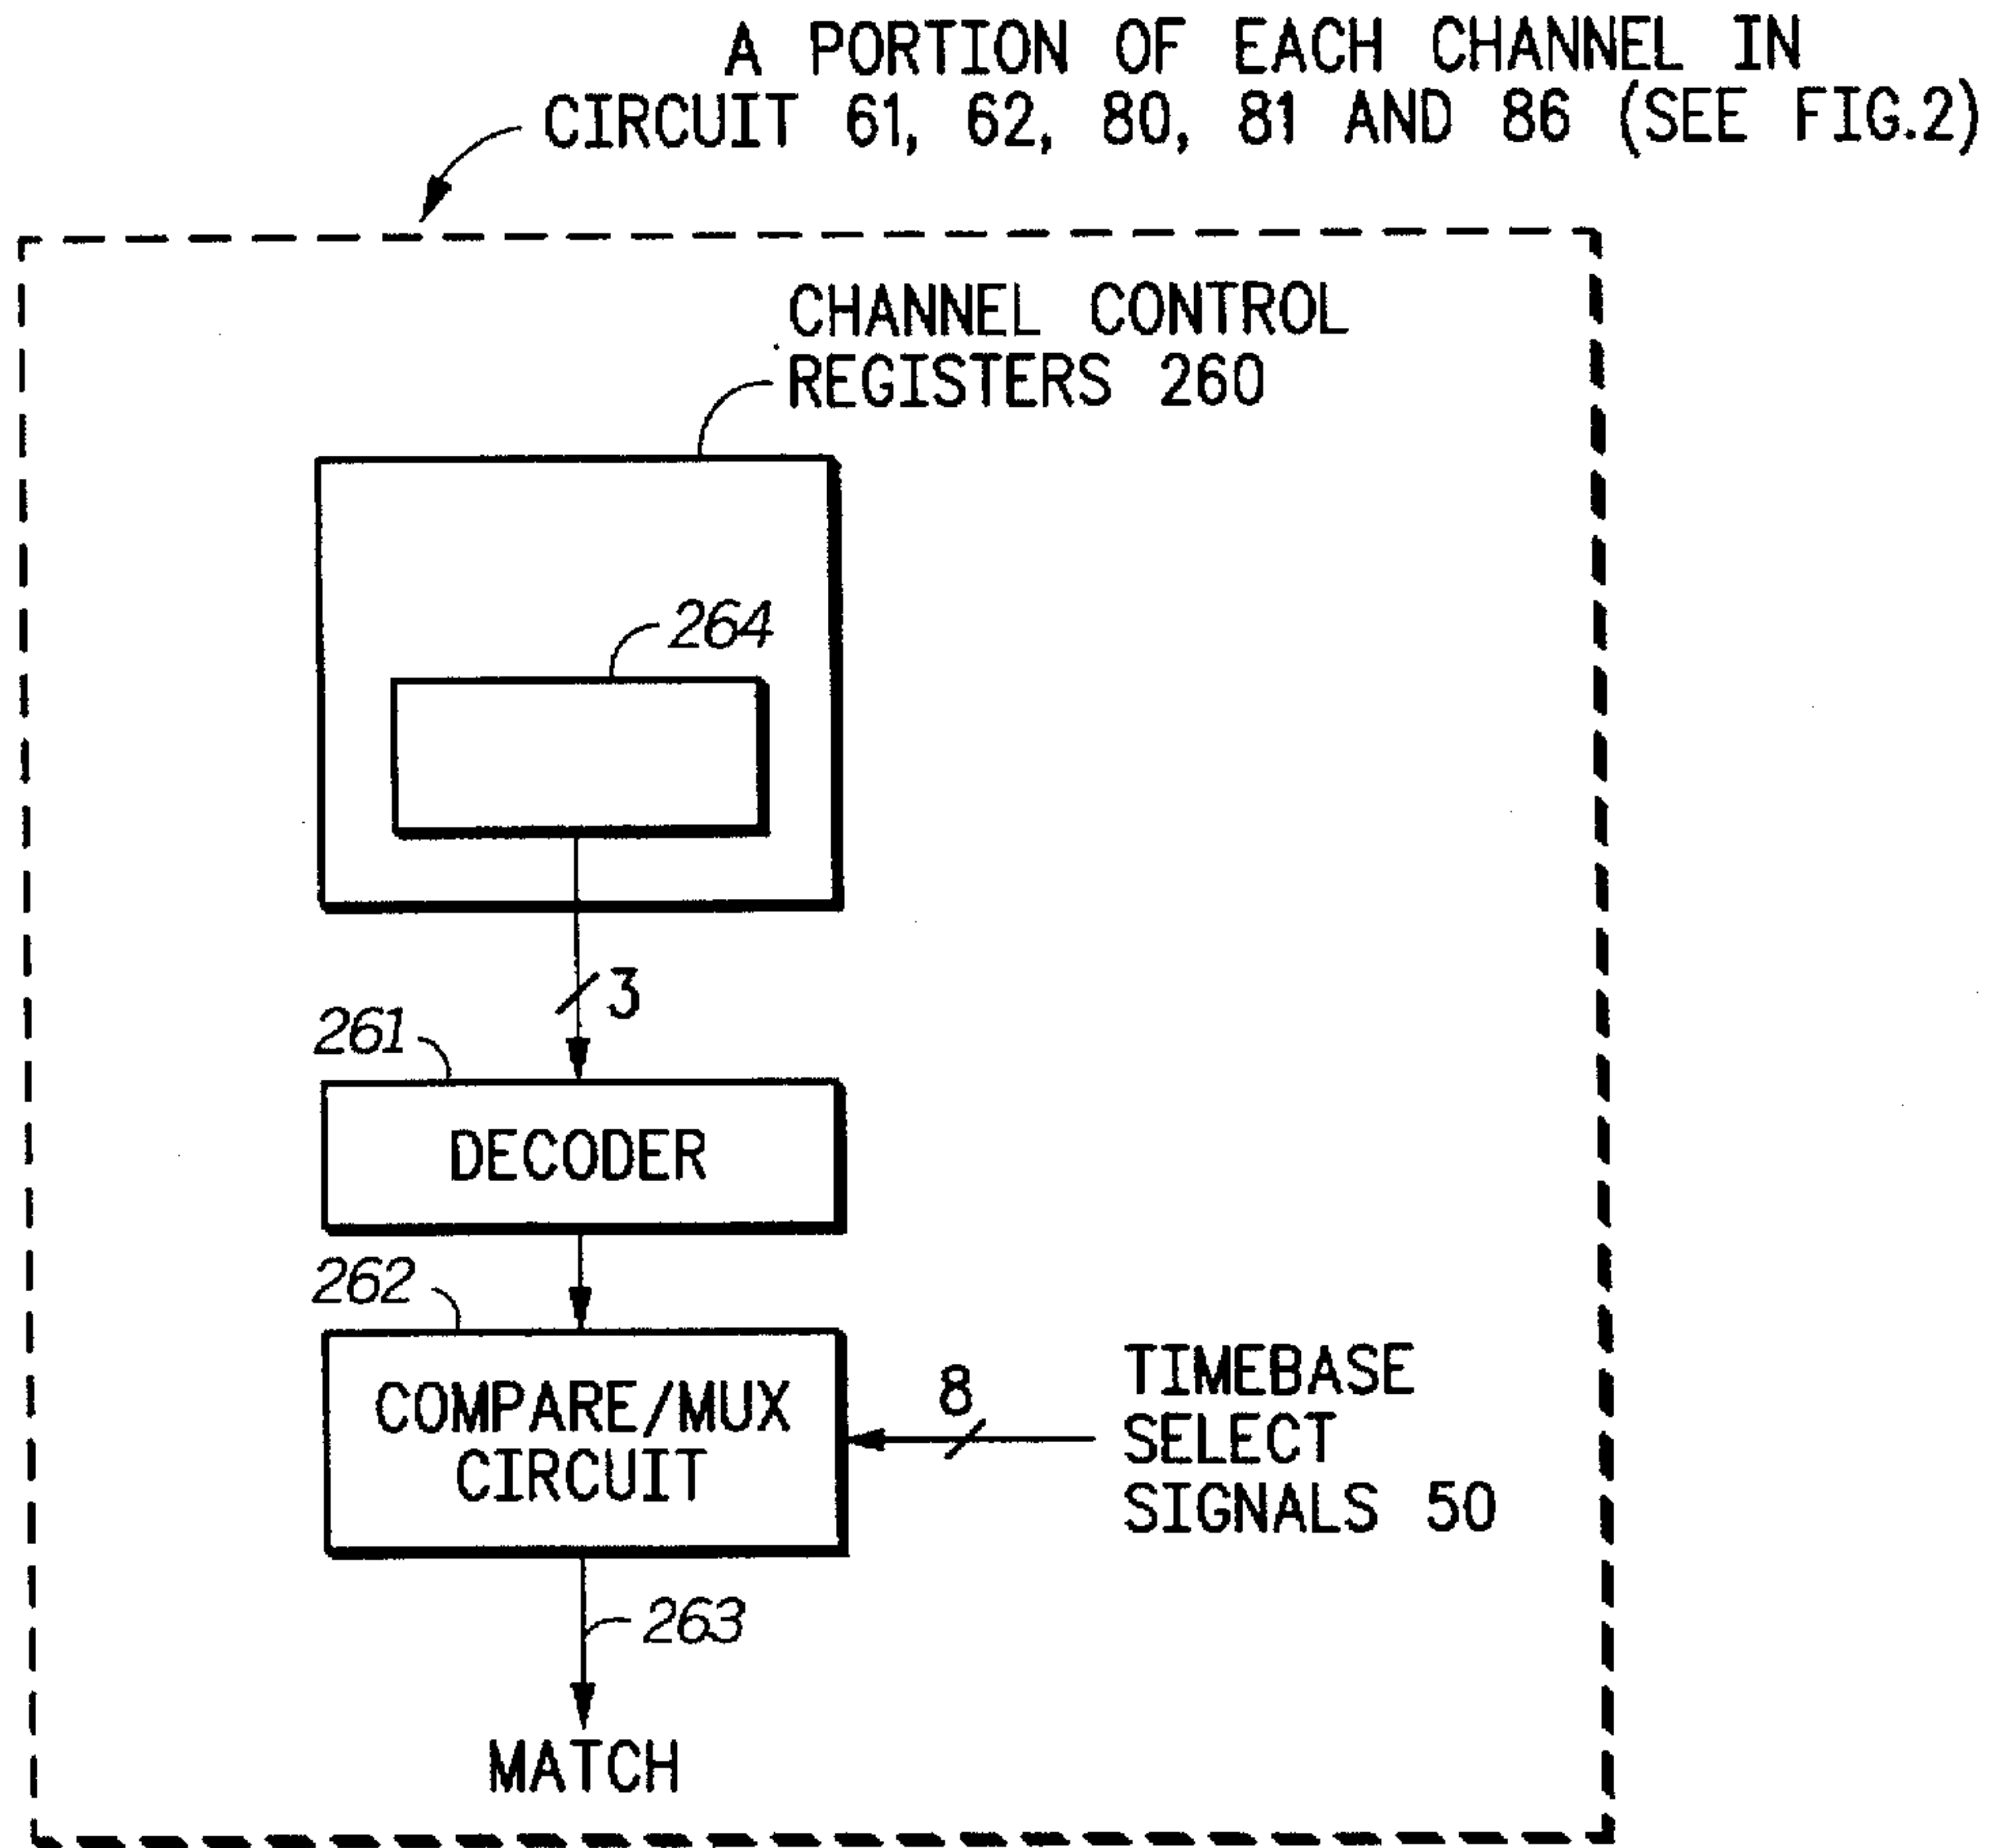 A PORTION OF EACH CHANNEL IN
CIRCUIT 61, 62, 80, 81 AND 86 (SEE FIG.2)
CHANNEL CONTROL
REGISTERS 260
264
3
261
DECODER
262
COMPARE/MUX
CIRCUIT
8
TIMEBASE
SELECT
SIGNALS 50
263
MATCH